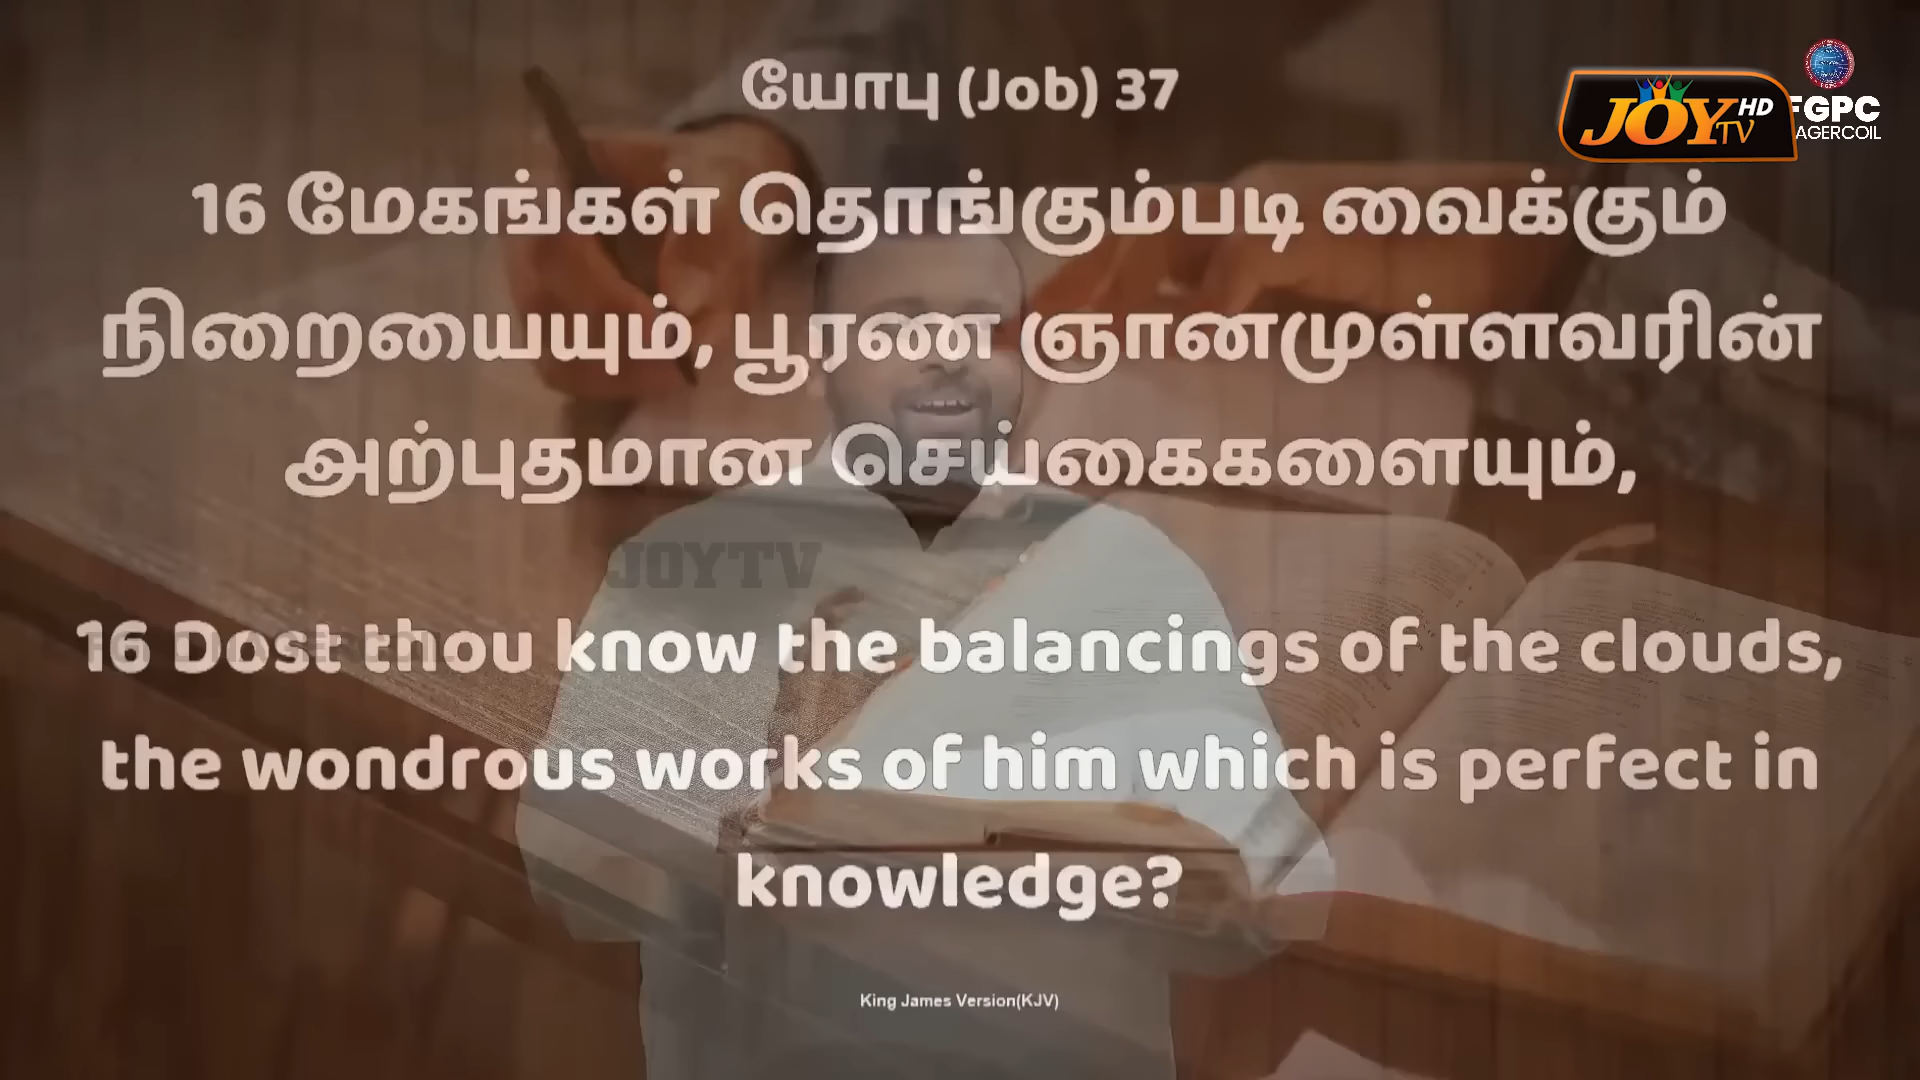 யோபு (Job) 37
JOY TV HD
FGPC
AGERCOIL
16 மேகங்கள் தொங்கும்படி வைக்கும்
நிறையையும், பூரண ஞானமுள்ளவரின்
அற்புதமான செய்கைகளையும்,
JOYTV
16 Dost thou know the balancings of the clouds,
the wondrous works of him which is perfect in
knowledge?
King James Version(KJV)